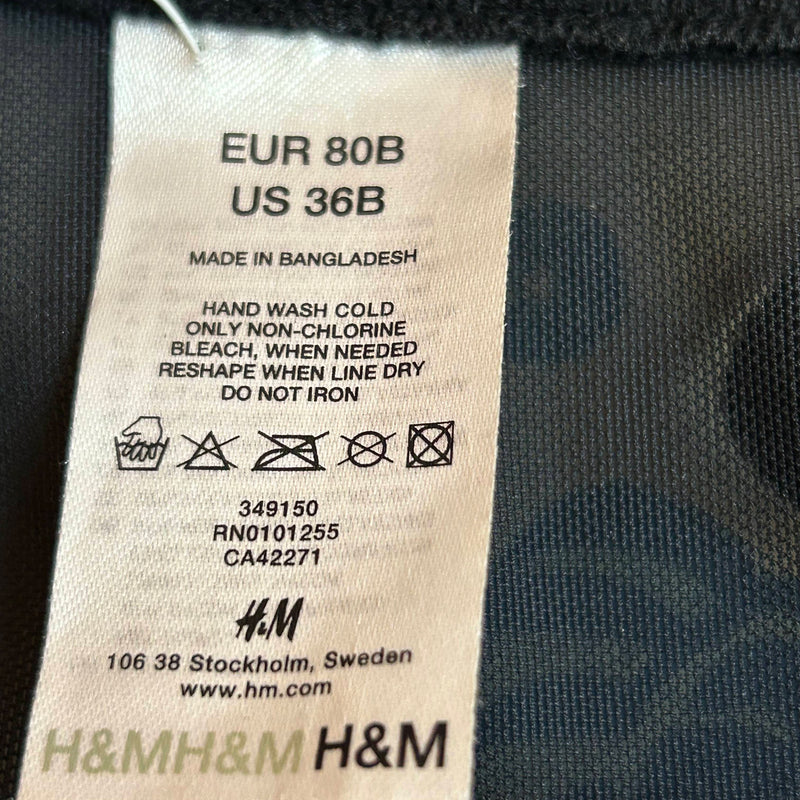 EUR 80B
US 36B
MADE IN BANGLADESH
HAND WASH COLD
ONLY NON-CHLORINE
BLEACH, WHEN NEEDED
RESHAPE WHEN LINE DRY
DO NOT IRON
349150
RN0101255
CA42271
H&M
106 38 Stockholm, Sweden
www.hm.com
H&MH&M H&M